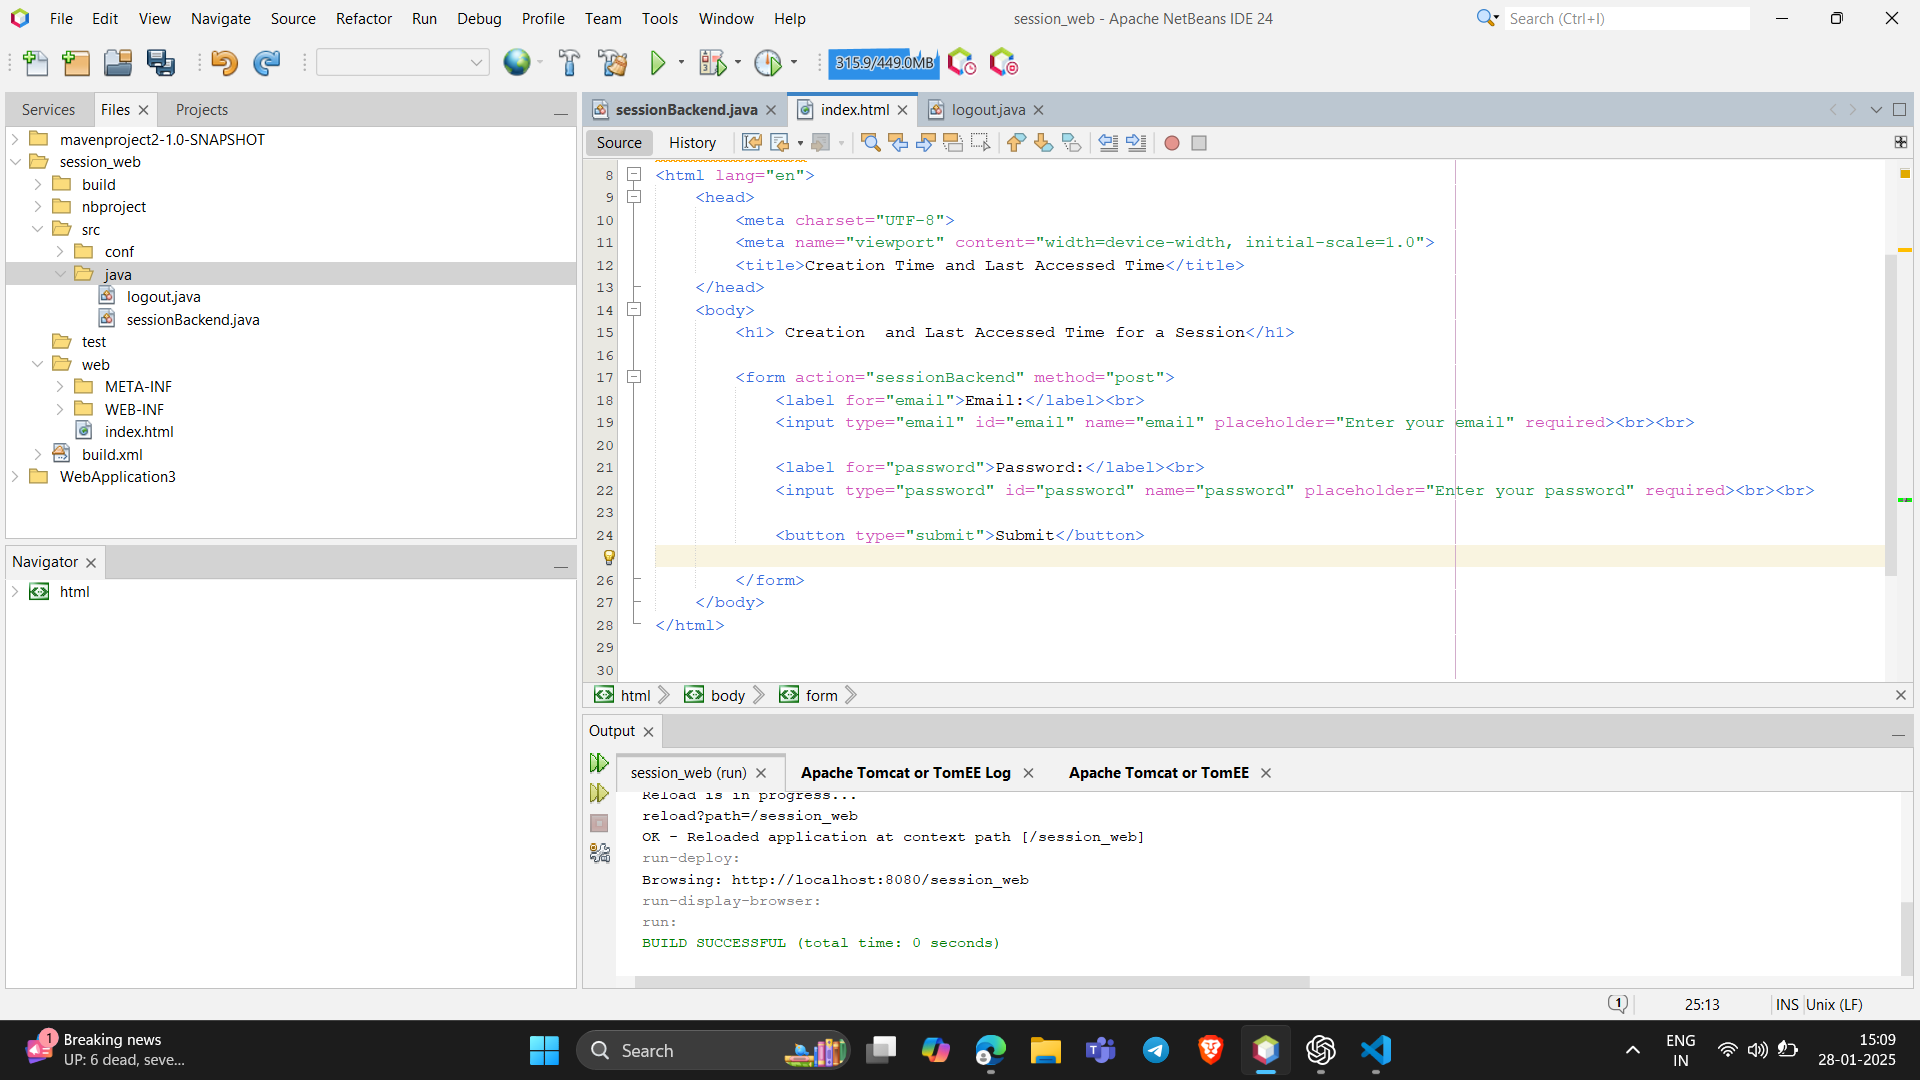 File Edit View Navigate Source Refactor Run Debug Profile Team Tools Window Help
session_web - Apache NetBeans IDE 24
Search (Ctrl+I)
315.9/449.0MB
Services
Files
Projects
mavenproject2-1.0-SNAPSHOT
session_web
build
nbproject
src
conf
java
logout.java
sessionBackend.java
test
web
META-INF
WEB-INF
index.html
build.xml
WebApplication3
Navigator
html
sessionBackend.java
index.html
logout.java
Source
History
8 <html lang="en">
9 <head>
10 <meta charset="UTF-8">
11 <meta name="viewport" content="width=device-width, initial-scale=1.0">
12 <title>Creation Time and Last Accessed Time</title>
13 </head>
14 <body>
15 <h1> Creation  and Last Accessed Time for a Session</h1>
16
17 <form action="sessionBackend" method="post">
18 <label for="email">Email:</label><br>
19 <input type="email" id="email" name="email" placeholder="Enter your email" required><br><br>
20
21 <label for="password">Password:</label><br>
22 <input type="password" id="password" name="password" placeholder="Enter your password" required><br><br>
23
24 <button type="submit">Submit</button>
26 </form>
27 </body>
28 </html>
29
30
html body form
Output
session_web (run)
Apache Tomcat or TomEE Log
Apache Tomcat or TomEE
Reload is in progress...
reload?path=/session_web
OK - Reloaded application at context path [/session_web]
run-deploy:
Browsing: http://localhost:8080/session_web
run-display-browser:
run:
BUILD SUCCESSFUL (total time: 0 seconds)
1
25:13
INS
Unix (LF)
1
Breaking news
UP: 6 dead, seve...
Search
ENG
IN
15:09
28-01-2025